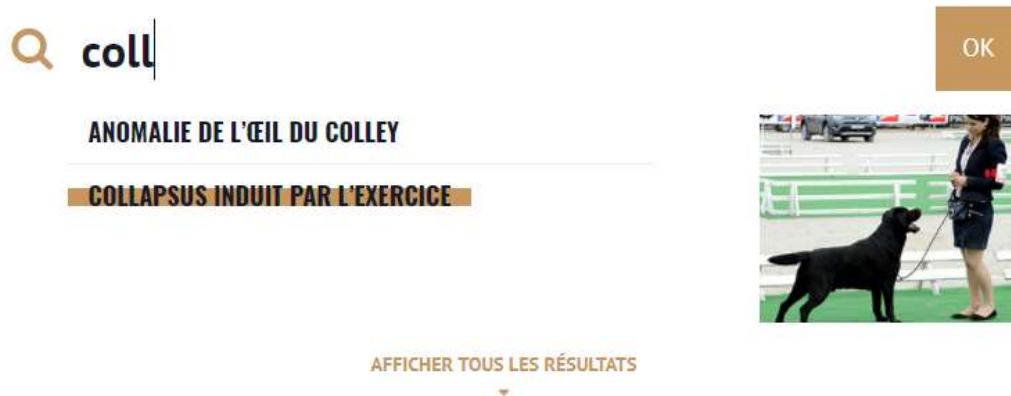 coll
OK
ANOMALIE DE L'ŒIL DU COLLEY
COLLAPSUS INDUIT PAR L'EXERCICE
AFFICHER TOUS LES RÉSULTATS